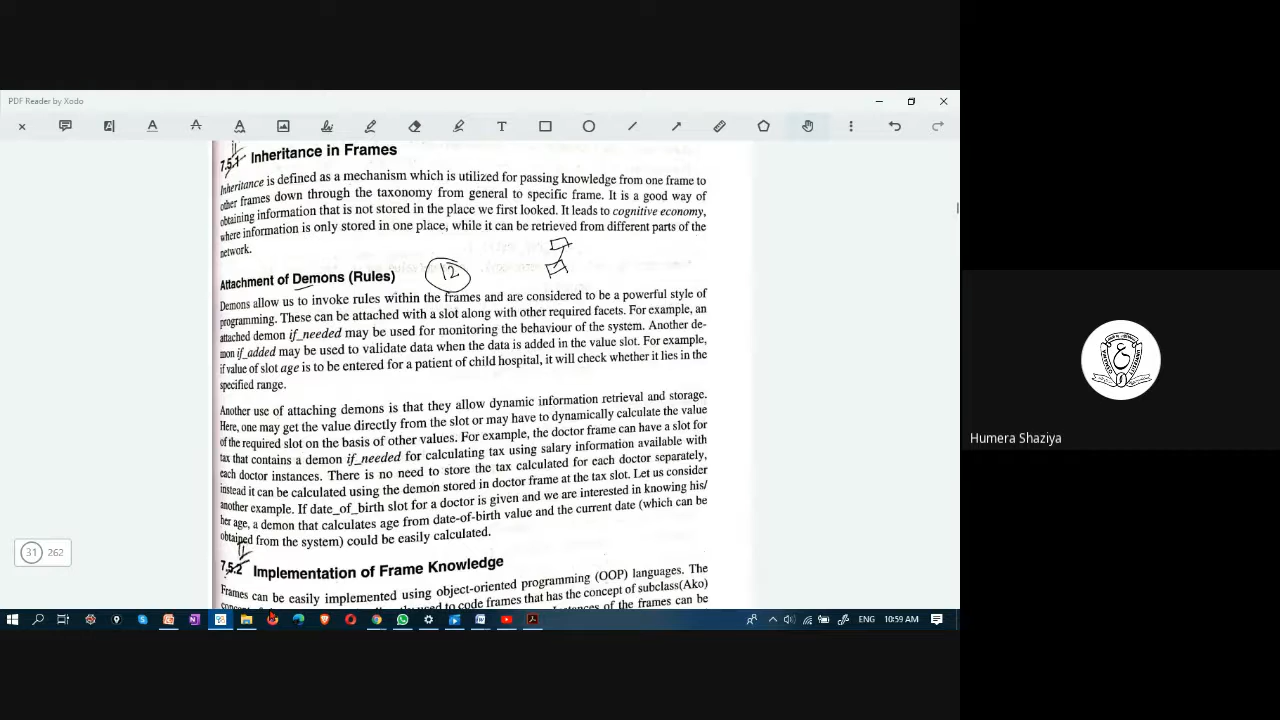 PDF Reader by Xodo
7.5.1 Inheritance in Frames
Inheritance is defined as a mechanism which is utilized for passing knowledge from one frame to
other frames down through the taxonomy from general to specific frame. It is a good way of
obtaining information that is not stored in the place we first looked. It leads to cognitive economy,
where information is only stored in one place, while it can be retrieved from different parts of the
network.
Attachment of Demons (Rules) 12
Demons allow us to invoke rules within the frames and are considered to be a powerful style of
programming. These can be attached with a slot along with other required facets. For example, an
attached demon if_needed may be used for monitoring the behaviour of the system. Another de-
mon if_added may be used to validate data when the data is added in the value slot. For example,
if value of slot age is to be entered for a patient of child hospital, it will check whether it lies in the
specified range.
Another use of attaching demons is that they allow dynamic information retrieval and storage.
Here, one may get the value directly from the slot or may have to dynamically calculate the value
of the required slot on the basis of other values. For example, the doctor frame can have a slot for
tax that contains a demon if_needed for calculating tax using salary information available with
each doctor instances. There is no need to store the tax calculated for each doctor separately,
instead it can be calculated using the demon stored in doctor frame at the tax slot. Let us consider
another example. If date_of_birth slot for a doctor is given and we are interested in knowing his/
her age, a demon that calculates age from date-of-birth value and the current date (which can be
obtained from the system) could be easily calculated.
7.5.2 Implementation of Frame Knowledge
Frames can be easily implemented using object-oriented programming (OOP) languages. The
used to code frames that has the concept of subclass(Ako)
Instances of the frames can be
31 262
ENG 10:59 AM
Humera Shaziya